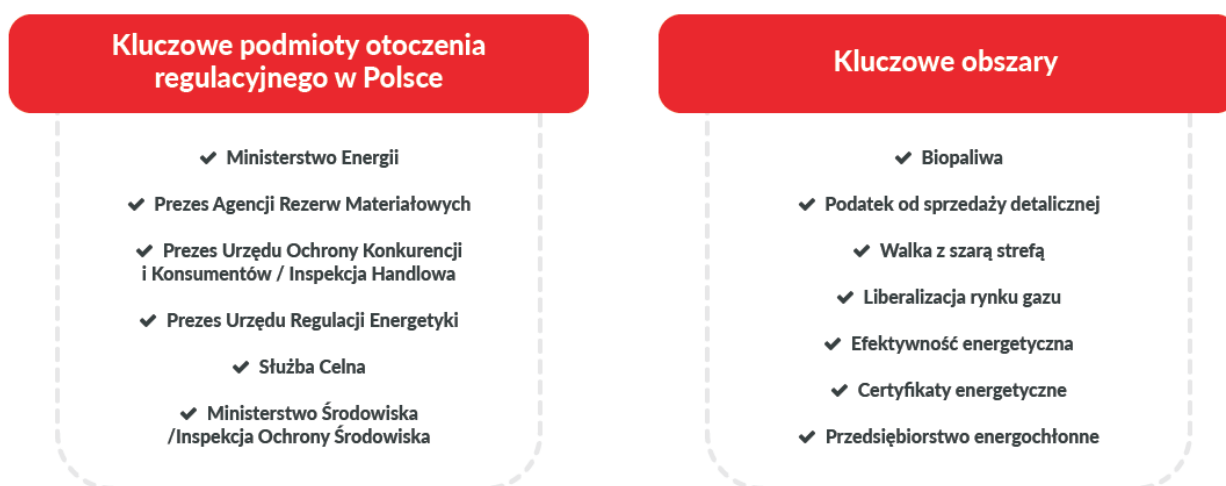 Kluczowe podmioty otoczenia
regulacyjnego w Polsce
✔ Ministerstwo Energii
✔ Prezes Agencji Rezerw Materiałowych
✔ Prezes Urzędu Ochrony Konkurencji
i Konsumentów / Inspekcja Handlowa
✔ Prezes Urzędu Regulacji Energetyki
✔ Służba Celna
✔ Ministerstwo Środowiska
/Inspekcja Ochrony Środowiska
Kluczowe obszary
✔ Biopaliwa
✔ Podatek od sprzedaży detalicznej
✔ Walka z szarą strefą
✔ Liberalizacja rynku gazu
✔ Efektywność energetyczna
✔ Certyfikaty energetyczne
✔ Przedsiębiorstwo energochłonne